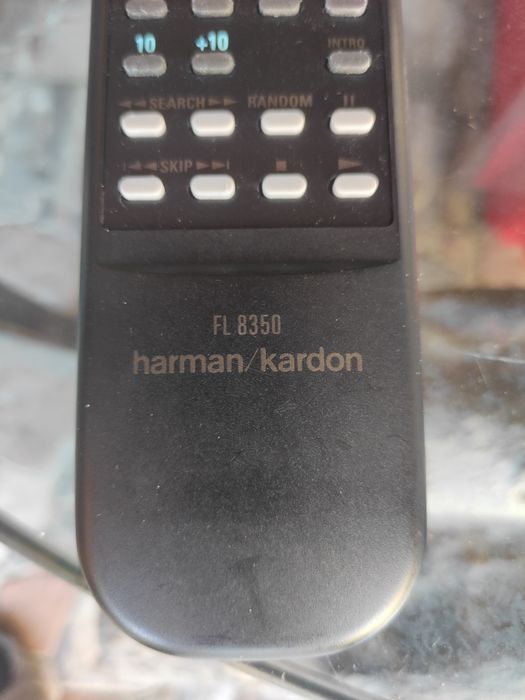 10 +10 INTRO
◄◄ SEARCH ►► RANDOM II
I◄◄ SKIP ►►I ■ ►
FL 8350
harman/kardon